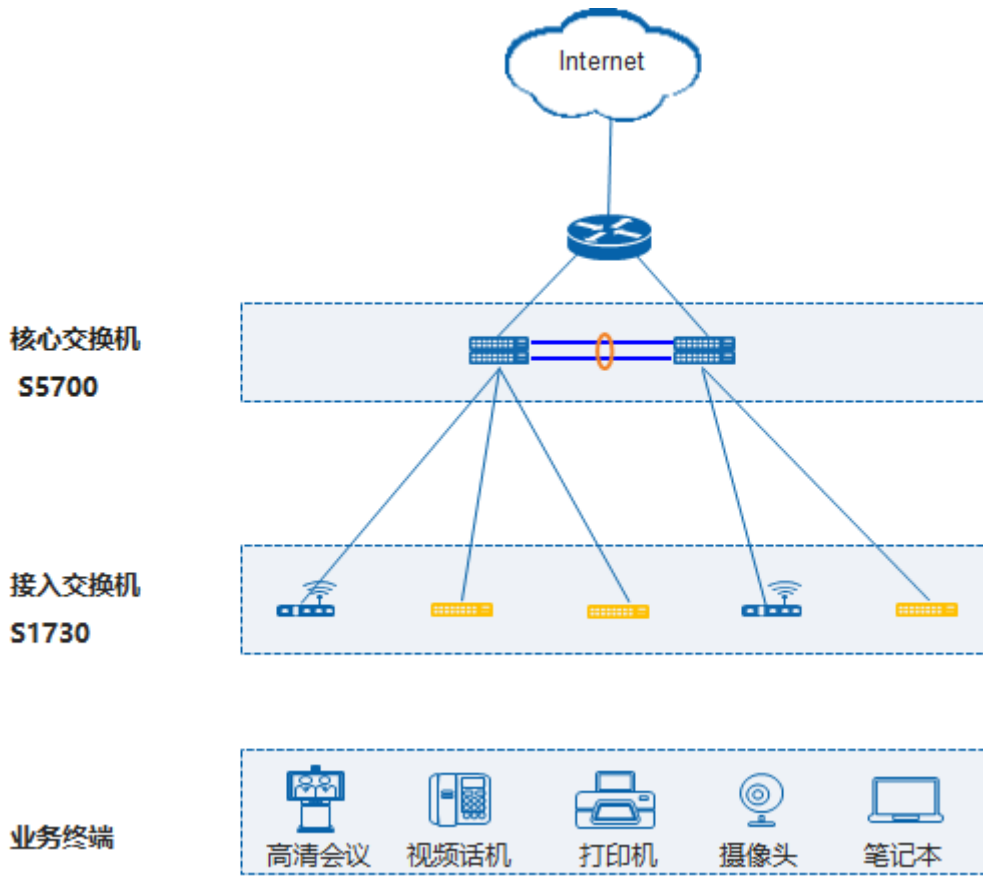 Internet
核心交换机
S5700
接入交换机
S1730
业务终端
高清会议 视频话机 打印机 摄像头 笔记本